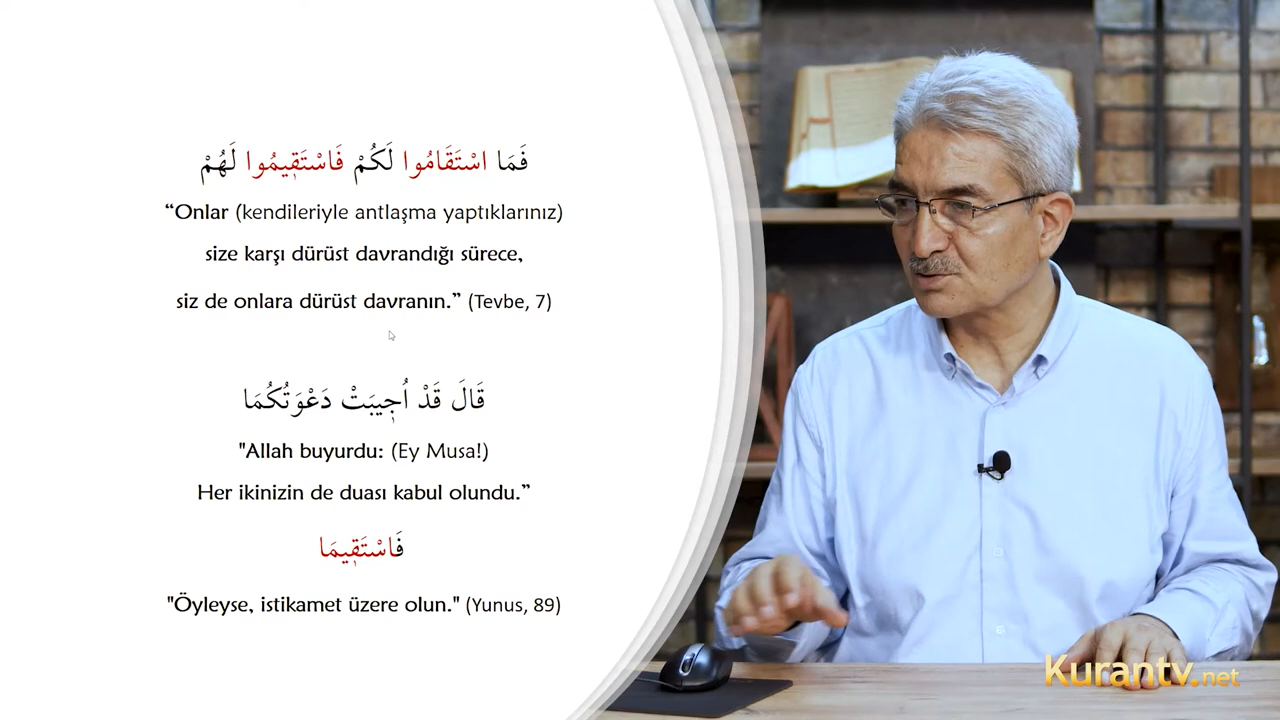 فَمَا اسْتَقَامُوا لَكُمْ فَاسْتَقٖيمُوا لَهُمْ
“Onlar (kendileriyle antlaşma yaptıklarınız)
size karşı dürüst davrandığı sürece,
siz de onlara dürüst davranın.” (Tevbe, 7)
قَالَ قَدْ اُجٖيبَتْ دَعْوَتُكُمَا
"Allah buyurdu: (Ey Musa!)
Her ikinizin de duası kabul olundu.”
فَاسْتَقٖيمَا
"Öyleyse, istikamet üzere olun." (Yunus, 89)
Kurantv.net